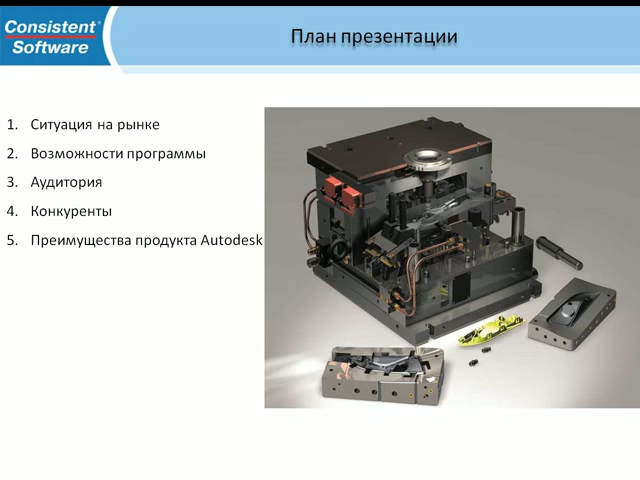 Consistent®
Software
План презентации
1. Ситуация на рынке
2. Возможности программы
3. Аудитория
4. Конкуренты
5. Преимущества продукта Autodesk